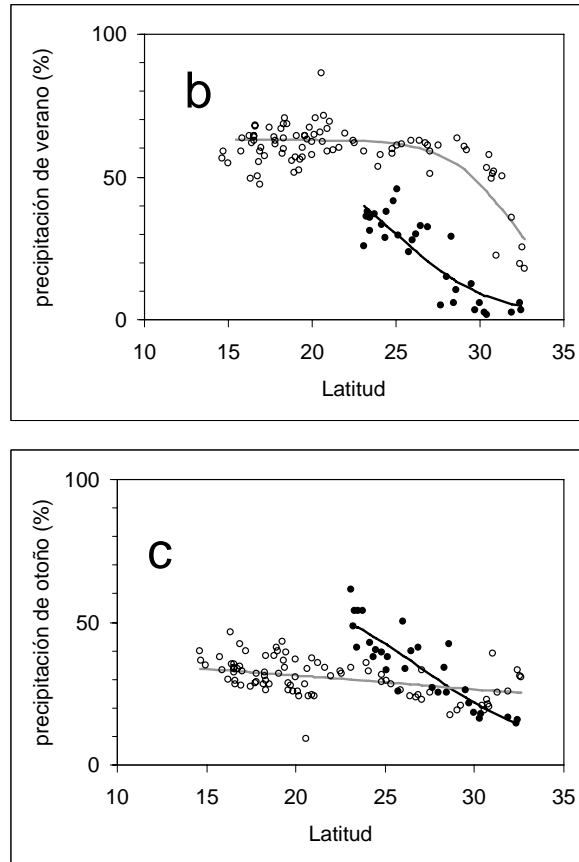 precipitación de verano (%)
b
100
50
0
10 15 20 25 30 35
Latitud
precipitación de otoño (%)
c
100
50
0
10 15 20 25 30 35
Latitud